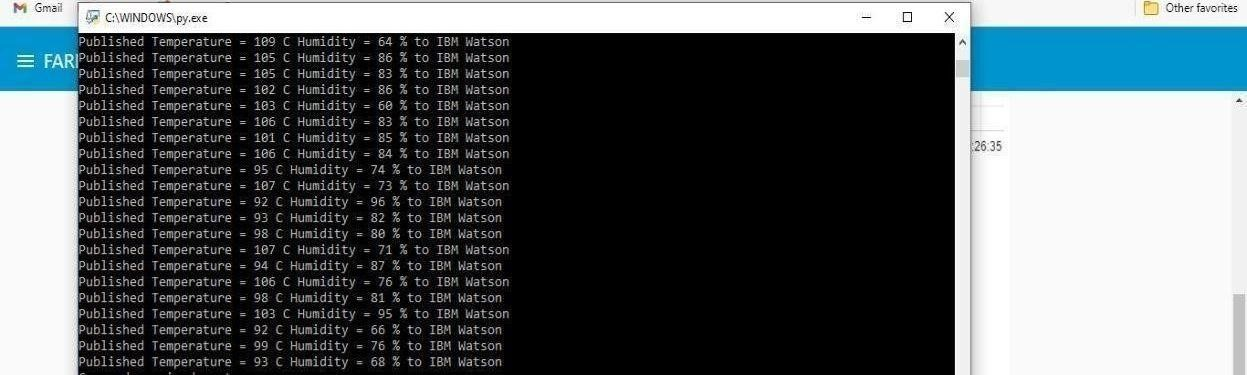 Gmail
Other favorites
C:\WINDOWS\py.exe
FAR
Published Temperature = 109 C Humidity = 64 % to IBM Watson
Published Temperature = 105 C Humidity = 86 % to IBM Watson
Published Temperature = 105 C Humidity = 83 % to IBM Watson
Published Temperature = 102 C Humidity = 86 % to IBM Watson
Published Temperature = 103 C Humidity = 60 % to IBM Watson
Published Temperature = 106 C Humidity = 83 % to IBM Watson
Published Temperature = 101 C Humidity = 85 % to IBM Watson
Published Temperature = 106 C Humidity = 84 % to IBM Watson
Published Temperature = 95 C Humidity = 74 % to IBM Watson
Published Temperature = 107 C Humidity = 73 % to IBM Watson
Published Temperature = 92 C Humidity = 96 % to IBM Watson
Published Temperature = 93 C Humidity = 82 % to IBM Watson
Published Temperature = 98 C Humidity = 80 % to IBM Watson
Published Temperature = 107 C Humidity = 71 % to IBM Watson
Published Temperature = 94 C Humidity = 87 % to IBM Watson
Published Temperature = 106 C Humidity = 76 % to IBM Watson
Published Temperature = 98 C Humidity = 81 % to IBM Watson
Published Temperature = 103 C Humidity = 95 % to IBM Watson
Published Temperature = 92 C Humidity = 66 % to IBM Watson
Published Temperature = 99 C Humidity = 76 % to IBM Watson
Published Temperature = 93 C Humidity = 68 % to IBM Watson
:26:35